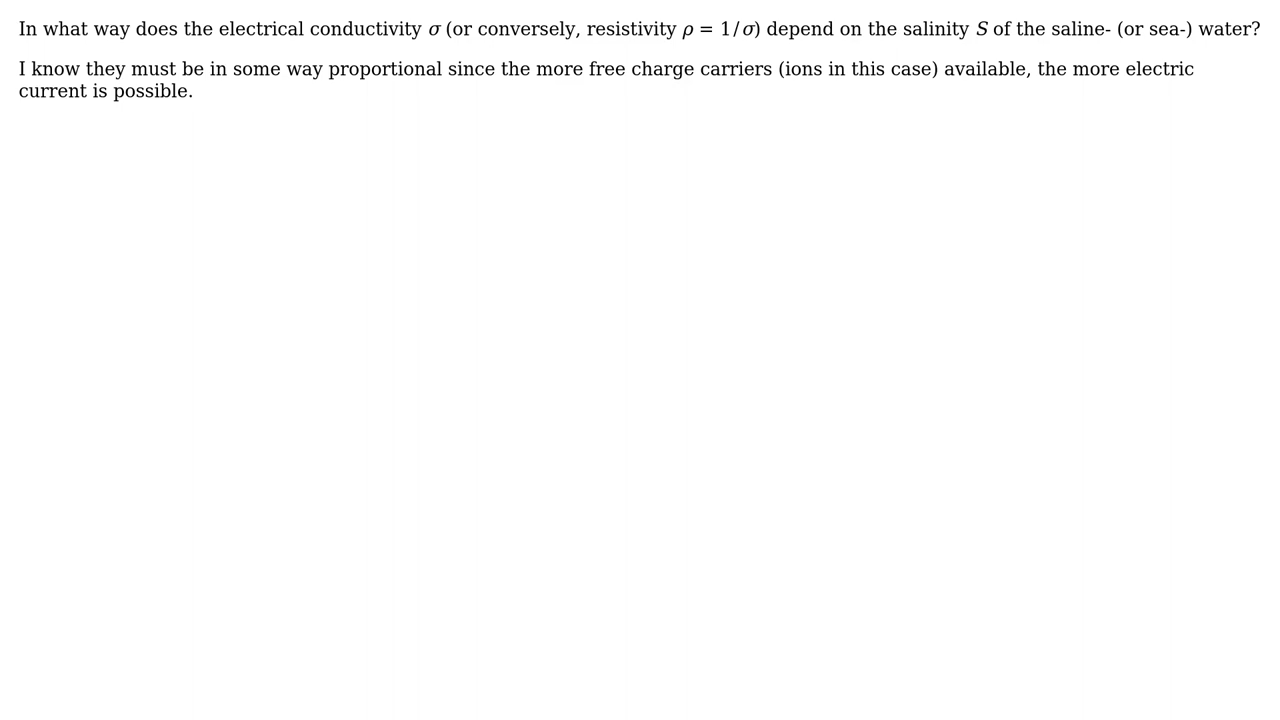 In what way does the electrical conductivity σ (or conversely, resistivity ρ = 1/σ) depend on the salinity S of the saline- (or sea-) water?
I know they must be in some way proportional since the more free charge carriers (ions in this case) available, the more electric
current is possible.